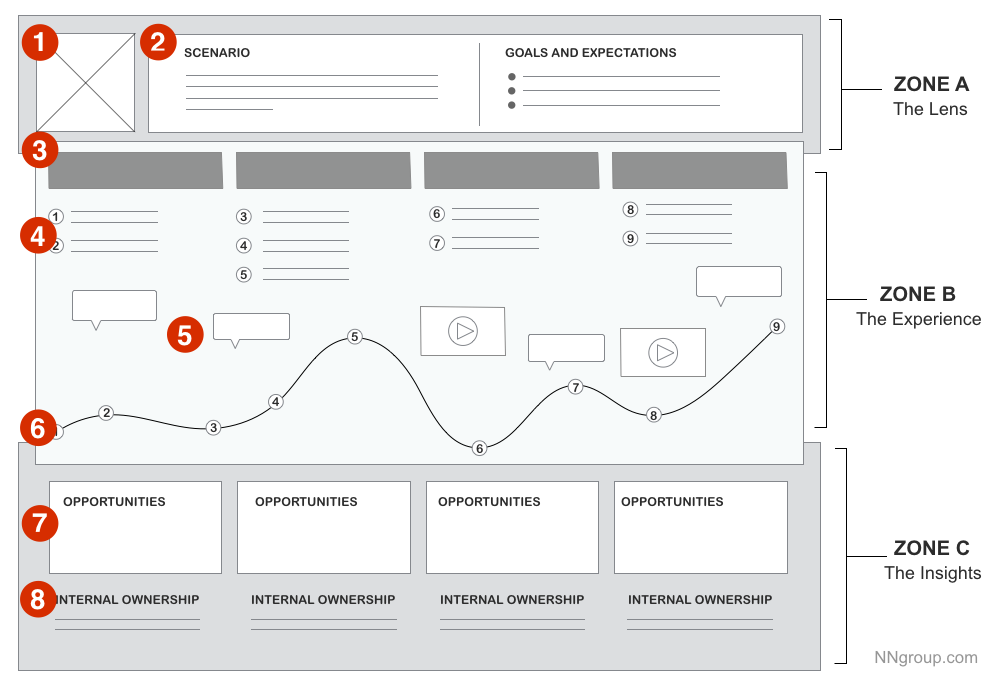 1
2
SCENARIO
GOALS AND EXPECTATIONS
ZONE A
The Lens
3
4
1
2
3
4
5
6
7
8
9
5
ZONE B
The Experience
6
2
3
4
5
6
7
8
9
7
OPPORTUNITIES
OPPORTUNITIES
OPPORTUNITIES
OPPORTUNITIES
ZONE C
The Insights
8
INTERNAL OWNERSHIP
INTERNAL OWNERSHIP
INTERNAL OWNERSHIP
INTERNAL OWNERSHIP
NNgroup.com